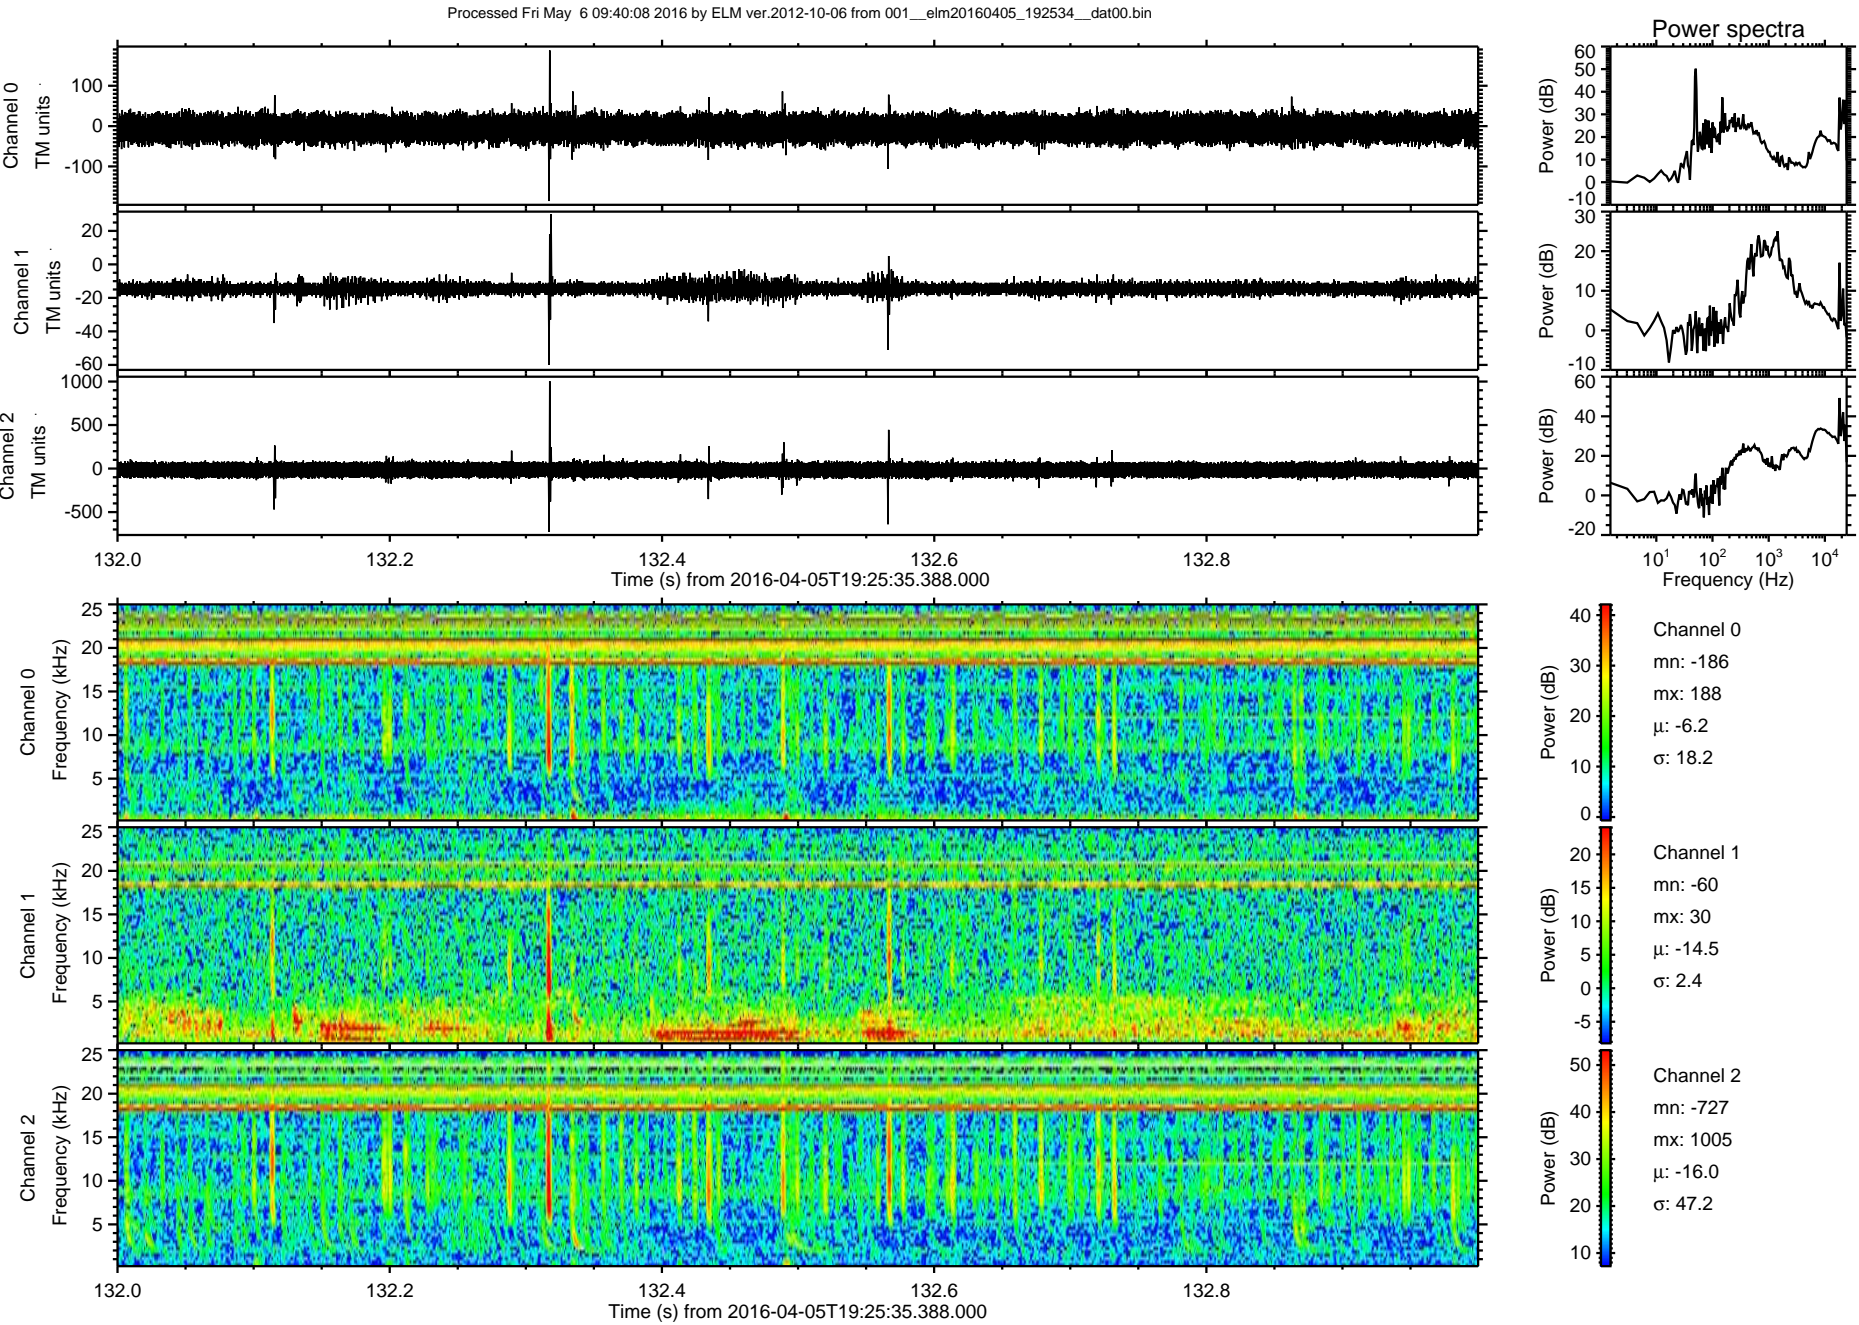 Processed Fri May  6 09:40:08 2016 by ELM ver.2012-10-06 from 001__elm20160405_192534__dat00.bin
Power spectra
Channel 0
TM units
100
0
-100
Power (dB)
60
50
40
30
20
10
0
-10
Channel 1
TM units
20
0
-20
-40
-60
Power (dB)
30
20
10
0
-10
Channel 2
TM units
1000
500
0
-500
Power (dB)
60
40
20
0
-20
132.0 132.2 132.4 132.6 132.8
Time (s) from 2016-04-05T19:25:35.388.000
10¹ 10² 10³ 10⁴
Frequency (Hz)
Channel 0
Frequency (kHz)
25
20
15
10
5
Power (dB)
40
30
20
10
0
Channel 0
mn: -186
mx: 188
μ: -6.2
σ: 18.2
Channel 1
Frequency (kHz)
25
20
15
10
5
Power (dB)
20
15
10
5
0
-5
Channel 1
mn: -60
mx: 30
μ: -14.5
σ: 2.4
Channel 2
Frequency (kHz)
25
20
15
10
5
Power (dB)
50
40
30
20
10
Channel 2
mn: -727
mx: 1005
μ: -16.0
σ: 47.2
132.0 132.2 132.4 132.6 132.8
Time (s) from 2016-04-05T19:25:35.388.000